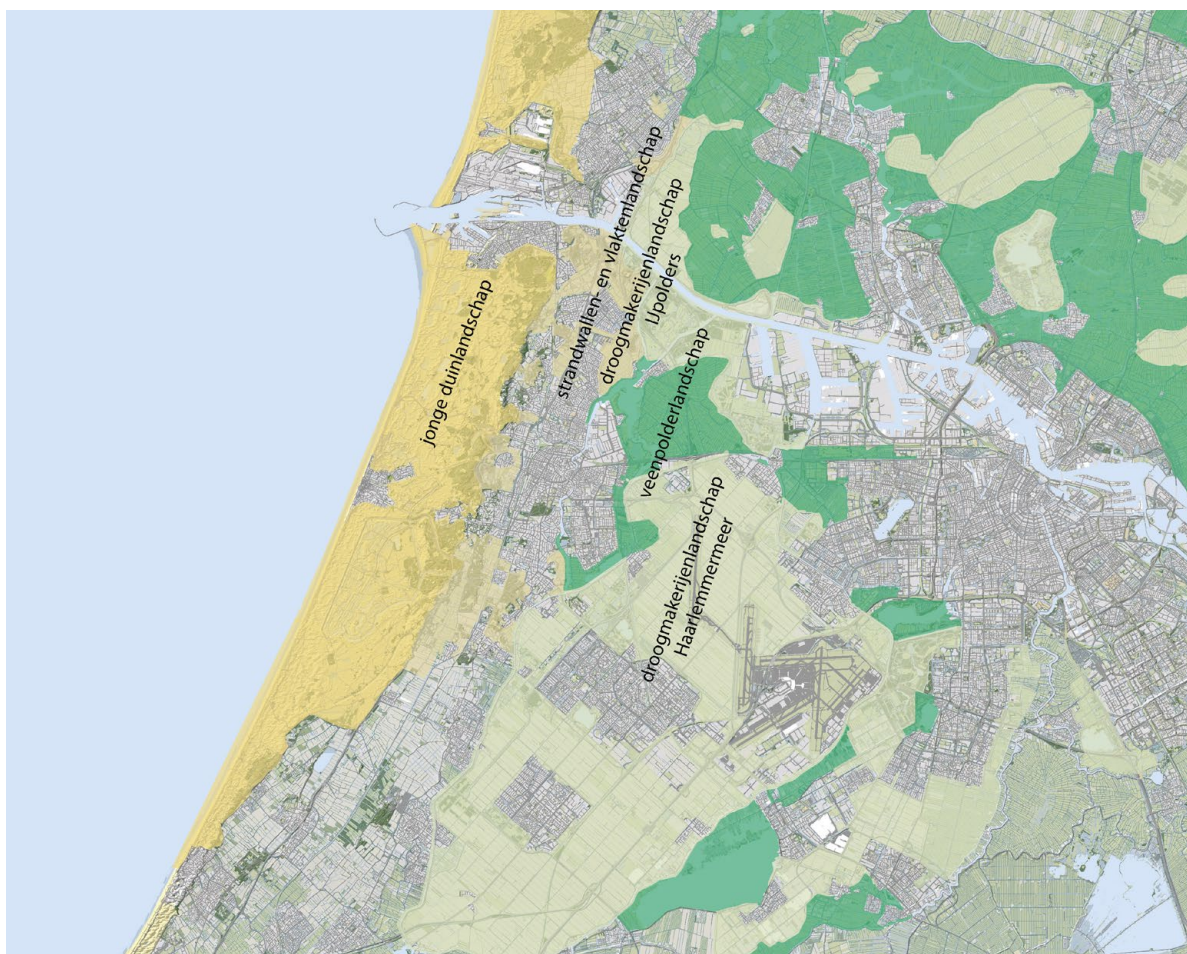 jonge duinlandschap
strandwallen- en vlaktenlandschap
droogmakerijenlandschap
IJpolders
veenpolderlandschap
droogmakerijenlandschap
Haarlemmermeer